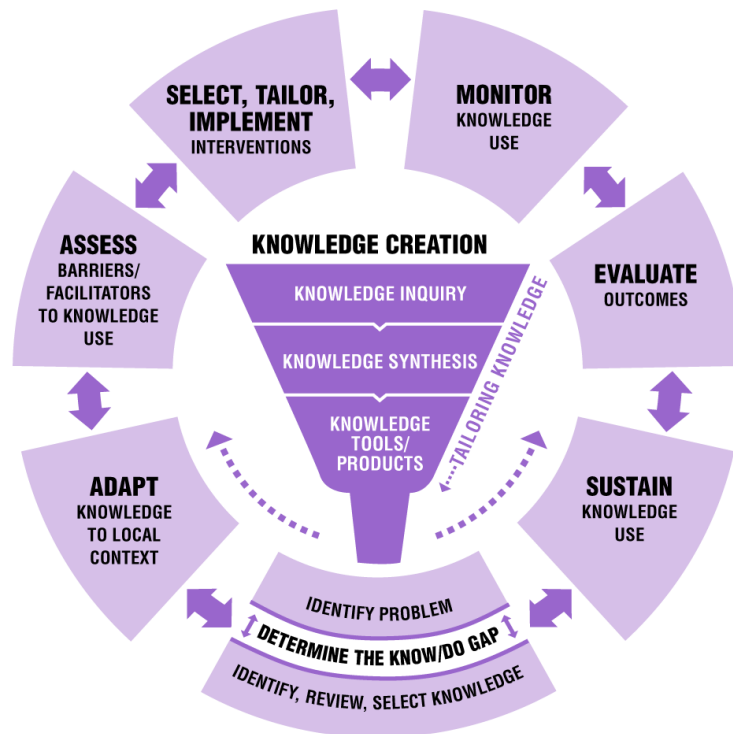 SELECT, TAILOR,
IMPLEMENT
INTERVENTIONS
MONITOR
KNOWLEDGE
USE
ASSESS
BARRIERS/
FACILITATORS
TO KNOWLEDGE
USE
KNOWLEDGE CREATION
KNOWLEDGE INQUIRY
KNOWLEDGE SYNTHESIS
KNOWLEDGE
TOOLS/
PRODUCTS
TAILORING KNOWLEDGE
EVALUATE
OUTCOMES
ADAPT
KNOWLEDGE
TO LOCAL
CONTEXT
SUSTAIN
KNOWLEDGE
USE
IDENTIFY PROBLEM
DETERMINE THE KNOW/DO GAP
IDENTIFY, REVIEW, SELECT KNOWLEDGE